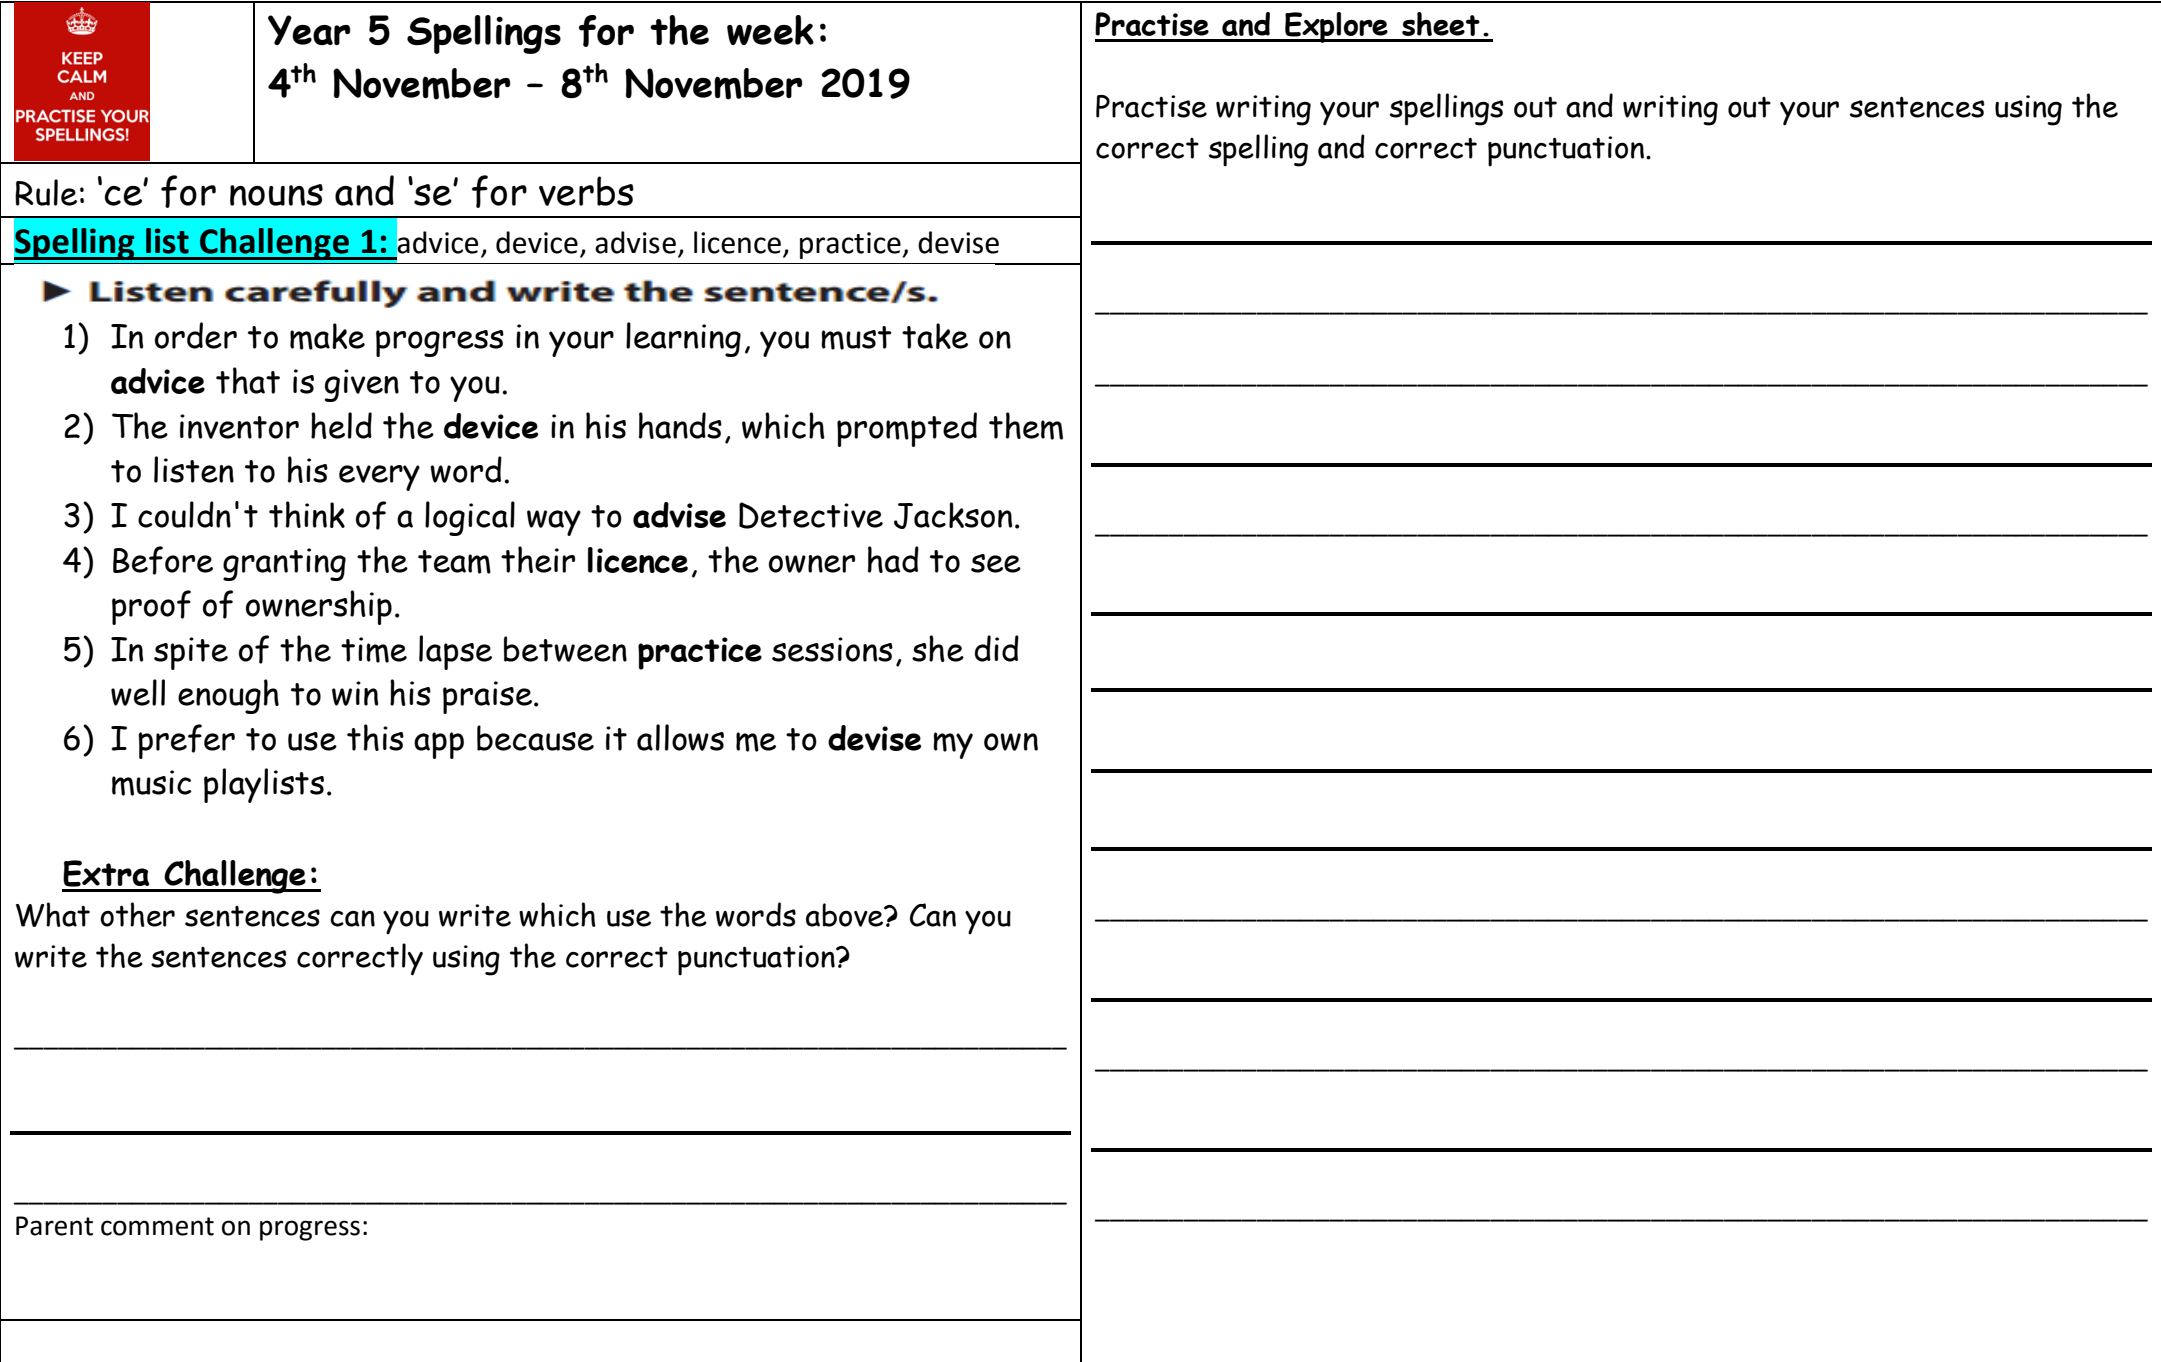 KEEP
CALM
AND
PRACTISE YOUR
SPELLINGS!
Year 5 Spellings for the week:
4th November – 8th November 2019
Rule: ‘ce’ for nouns and ‘se’ for verbs
Spelling list Challenge 1: advice, device, advise, licence, practice, devise
► Listen carefully and write the sentence/s.
1) In order to make progress in your learning, you must take on
advice that is given to you.
2) The inventor held the device in his hands, which prompted them
to listen to his every word.
3) I couldn't think of a logical way to advise Detective Jackson.
4) Before granting the team their licence, the owner had to see
proof of ownership.
5) In spite of the time lapse between practice sessions, she did
well enough to win his praise.
6) I prefer to use this app because it allows me to devise my own
music playlists.
Extra Challenge:
What other sentences can you write which use the words above? Can you
write the sentences correctly using the correct punctuation?
Parent comment on progress:
Practise and Explore sheet.
Practise writing your spellings out and writing out your sentences using the
correct spelling and correct punctuation.